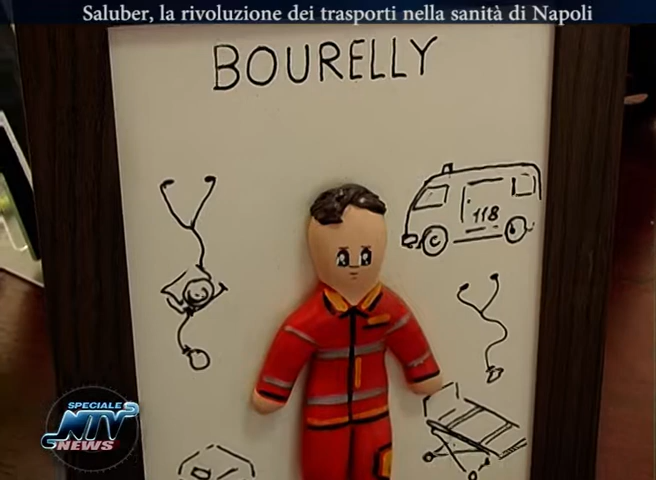 Saluber, la rivoluzione dei trasporti nella sanità di Napoli
BOURELLY
118
SPECIALE
NTV
NEWS